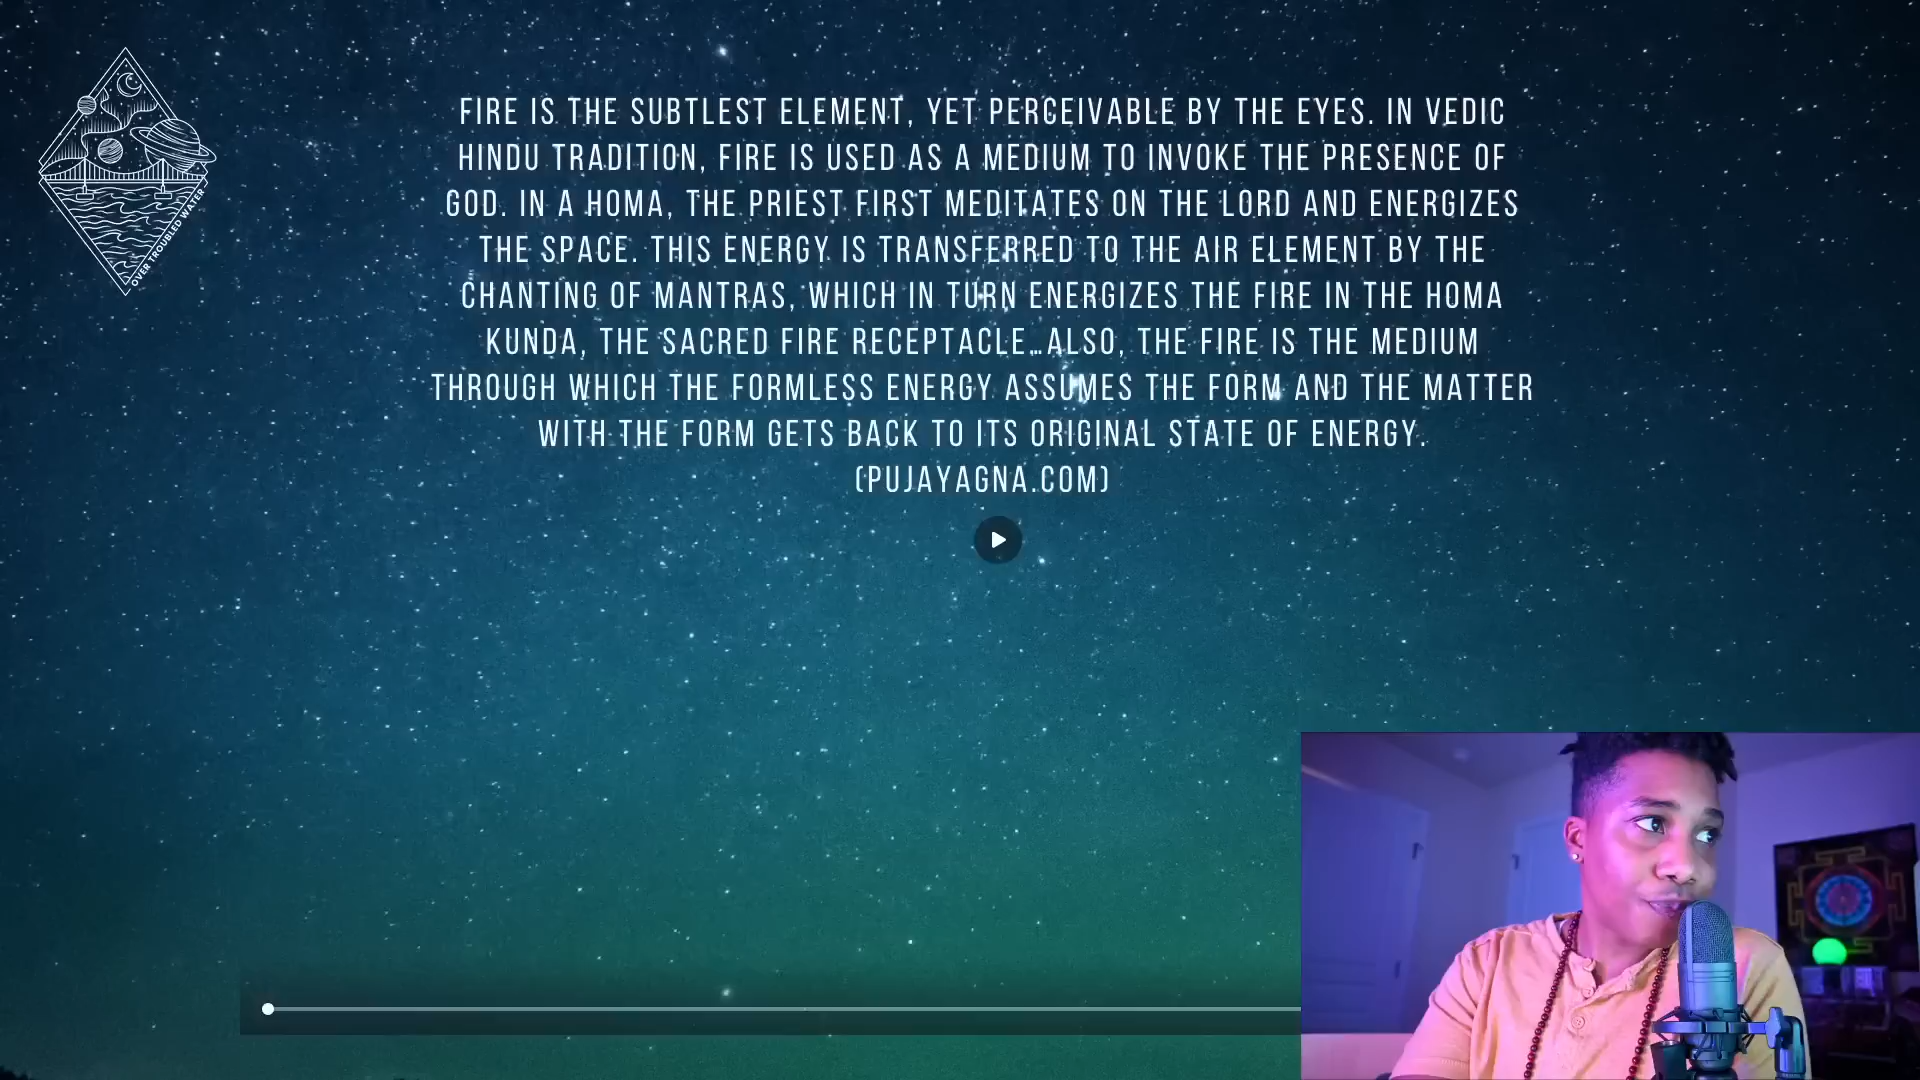 FIRE IS THE SUBTLEST ELEMENT, YET PERCEIVABLE BY THE EYES. IN VEDIC
HINDU TRADITION, FIRE IS USED AS A MEDIUM TO INVOKE THE PRESENCE OF
GOD. IN A HOMA, THE PRIEST FIRST MEDITATES ON THE LORD AND ENERGIZES
THE SPACE. THIS ENERGY IS TRANSFERRED TO THE AIR ELEMENT BY THE
CHANTING OF MANTRAS, WHICH IN TURN ENERGIZES THE FIRE IN THE HOMA
KUNDA, THE SACRED FIRE RECEPTACLE…ALSO, THE FIRE IS THE MEDIUM
THROUGH WHICH THE FORMLESS ENERGY ASSUMES THE FORM AND THE MATTER
WITH THE FORM GETS BACK TO ITS ORIGINAL STATE OF ENERGY.
(PUJAYAGNA.COM)
OVER TROUBLED WATER